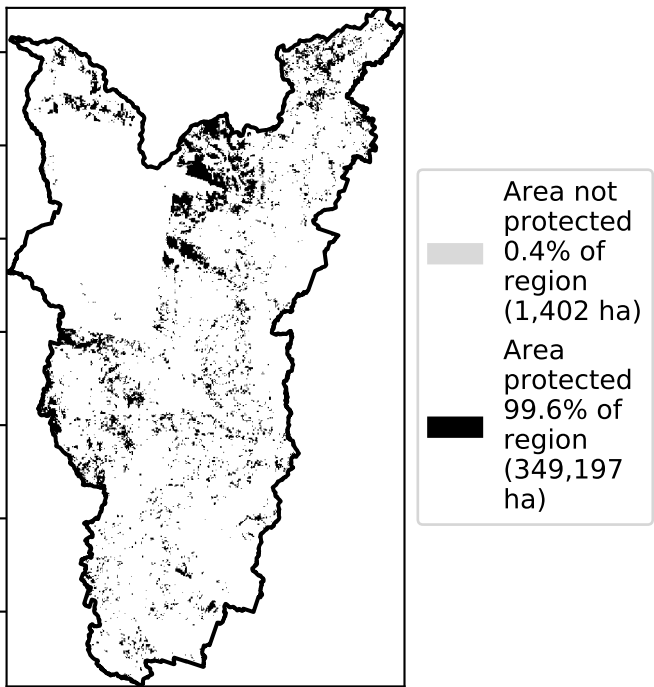 Area not
protected
0.4% of
region
(1,402 ha)
Area
protected
99.6% of
region
(349,197
ha)